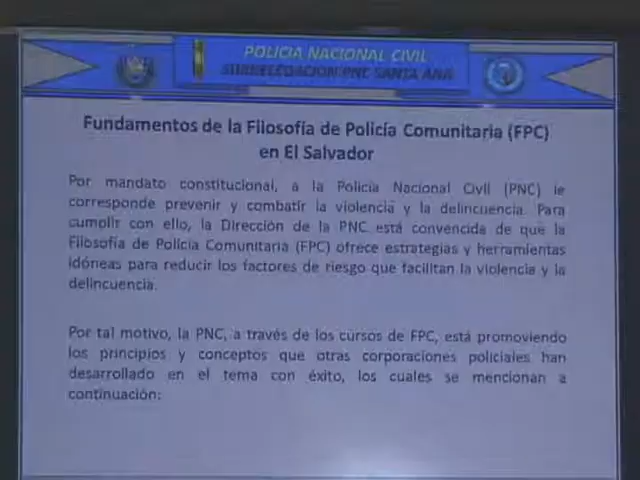 POLICIA NACIONAL CIVIL
SUBDELEGACION PNC SANTA ANA
Fundamentos de la Filosofía de Policía Comunitaria (FPC)
en El Salvador
Por mandato constitucional, a la Policía Nacional Civil (PNC) le
corresponde prevenir y combatir la violencia y la delincuencia. Para
cumplir con ello, la Dirección de la PNC está convencida de que la
Filosofía de Policía Comunitaria (FPC) ofrece estrategias y herramientas
idóneas para reducir los factores de riesgo que facilitan la violencia y la
delincuencia.
Por tal motivo, la PNC, a través de los cursos de FPC, está promoviendo
los principios y conceptos que otras corporaciones policiales han
desarrollado en el tema con éxito, los cuales se mencionan a
continuación: